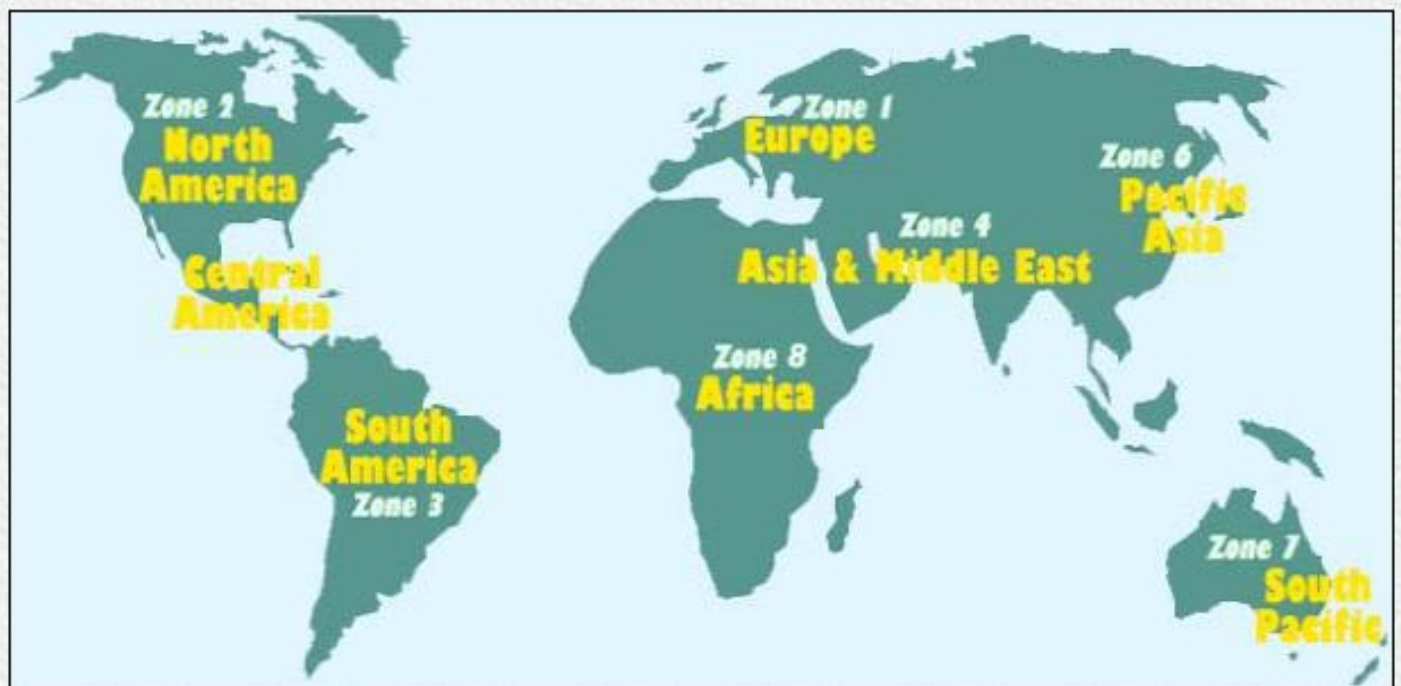 Zone 2
North
America
Central
America
South
America
Zone 3
Zone 1
Europe
Zone 4
Asia & Middle East
Zone 8
Africa
Zone 6
Pacific
Asia
Zone 7
South
Pacific